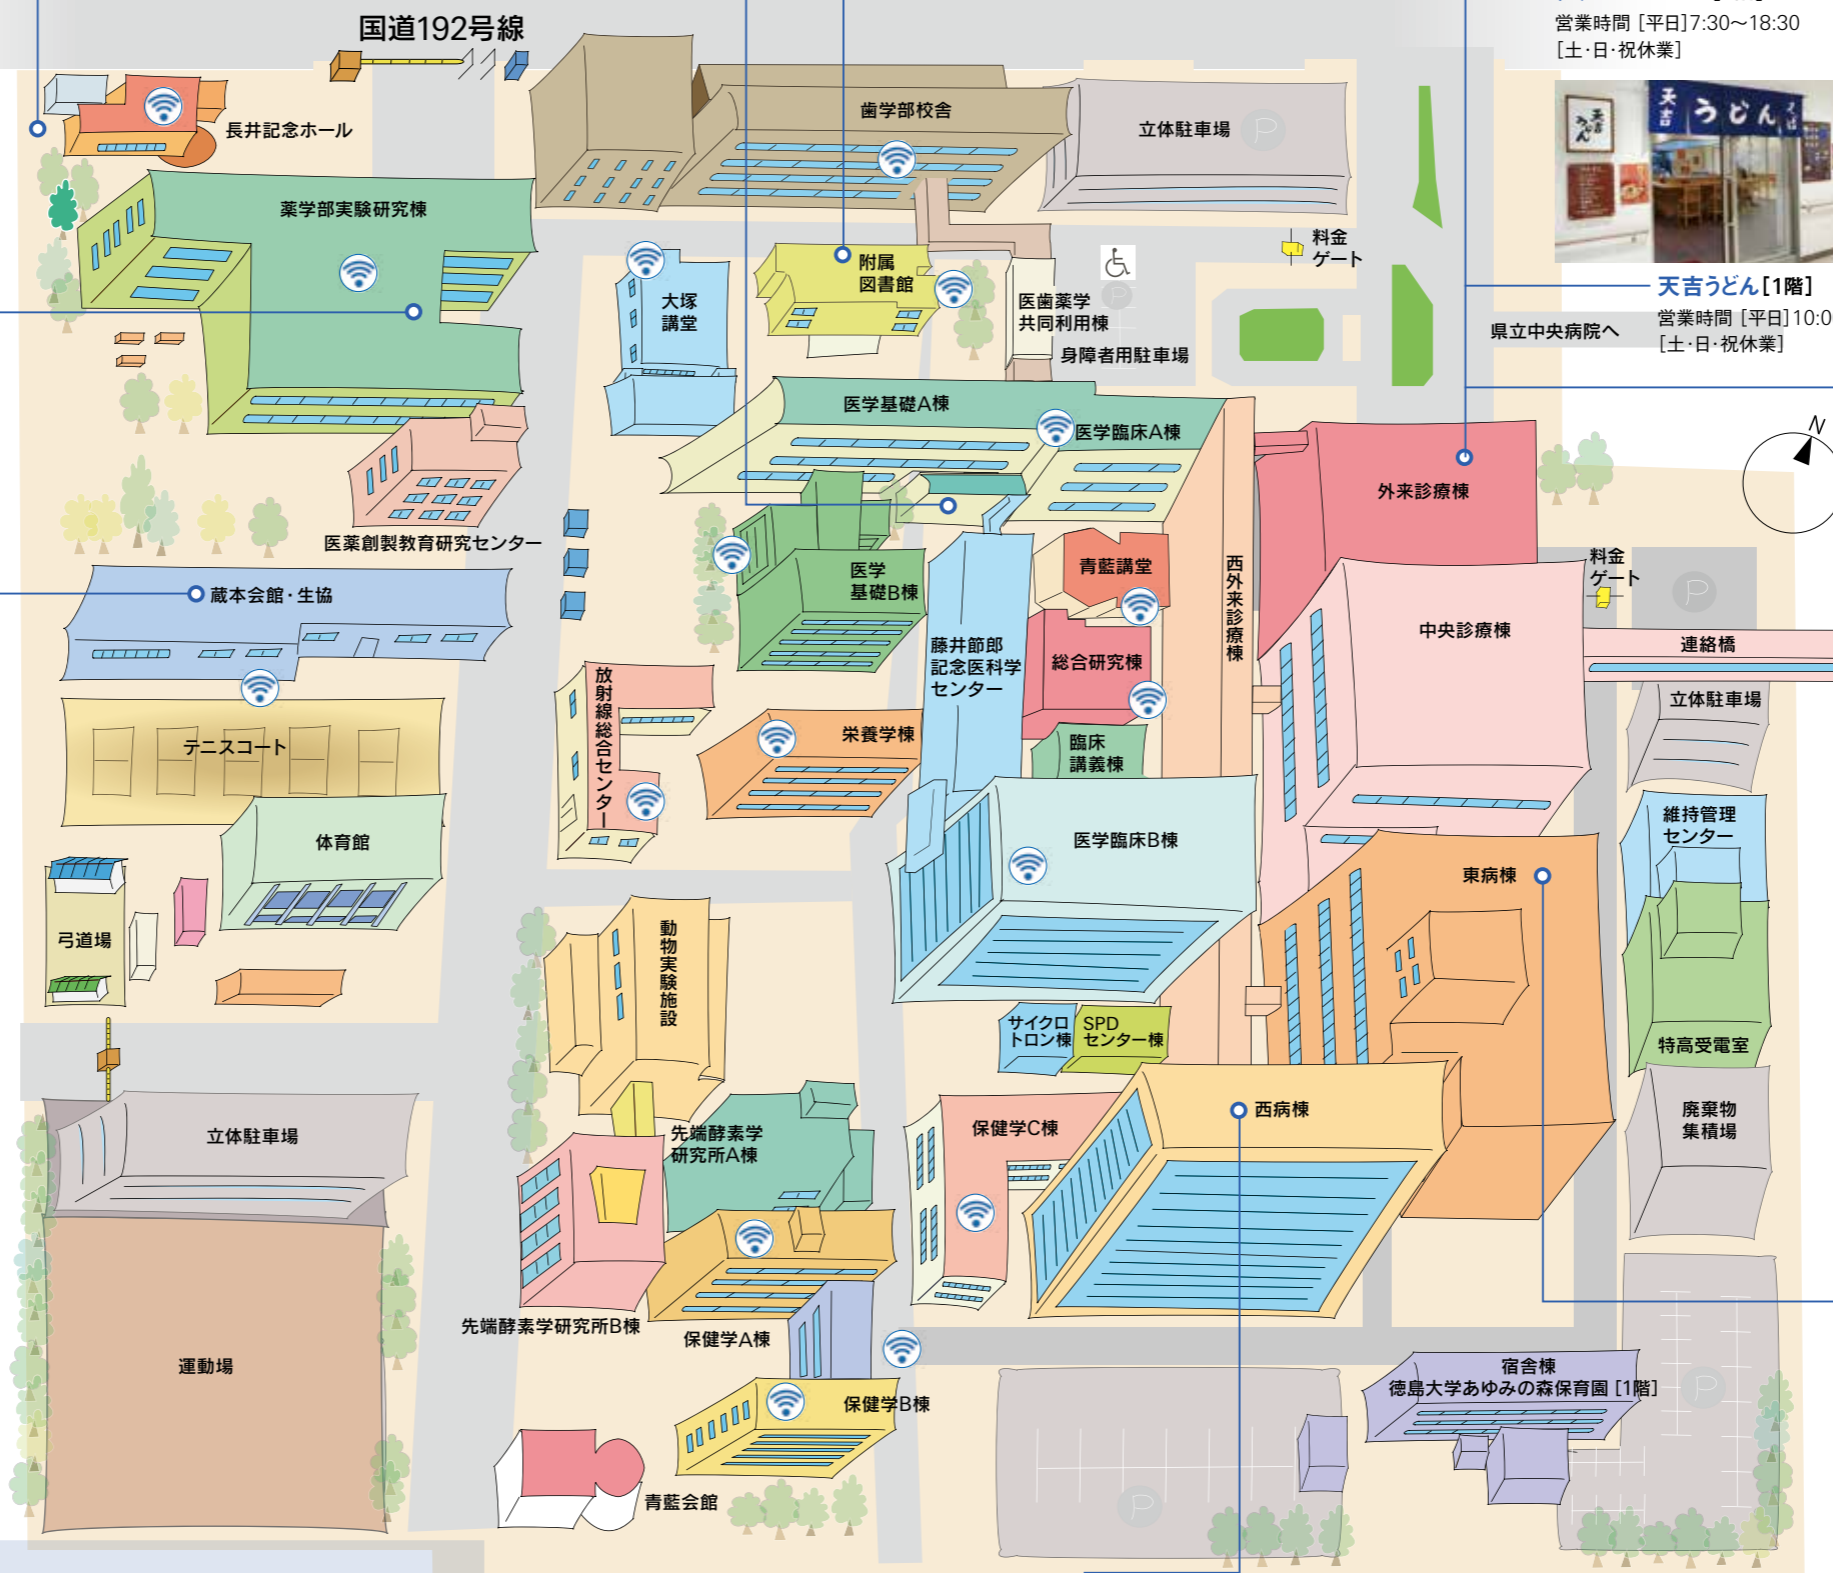 国道192号線
営業時間 [平日]7:30〜18:30
[土・日・祝休業]
長井記念ホール
歯学部校舎
立体駐車場
P
天吉
うどん
天吉
うどん
薬学部実験研究棟
料金
ゲート
大塚
講堂
附属
図書館
医歯薬学
共同利用棟
P
身障者用駐車場
天吉うどん[1階]
営業時間 [平日]10:0
[土・日・祝休業]
県立中央病院へ
医学基礎A棟
医学臨床A棟
N
外来診療棟
医薬創製教育研究センター
蔵本会館・生協
医学
基礎B棟
青藍講堂
西外来診療棟
料金
ゲート
P
藤井節郎
記念医科学
センター
総合研究棟
中央診療棟
連絡橋
放射線総合センター
栄養学棟
臨床
講義棟
立体駐車場
テニスコート
体育館
医学臨床B棟
維持管理
センター
東病棟
弓道場
動物実験施設
サイクロ
トロン棟
SPD
センター棟
特高受電室
立体駐車場
先端酵素学
研究所A棟
保健学C棟
西病棟
廃棄物
集積場
先端酵素学研究所B棟
保健学A棟
運動場
保健学B棟
宿舎棟
徳島大学あゆみの森保育園 [1階]
P
青藍会館
P